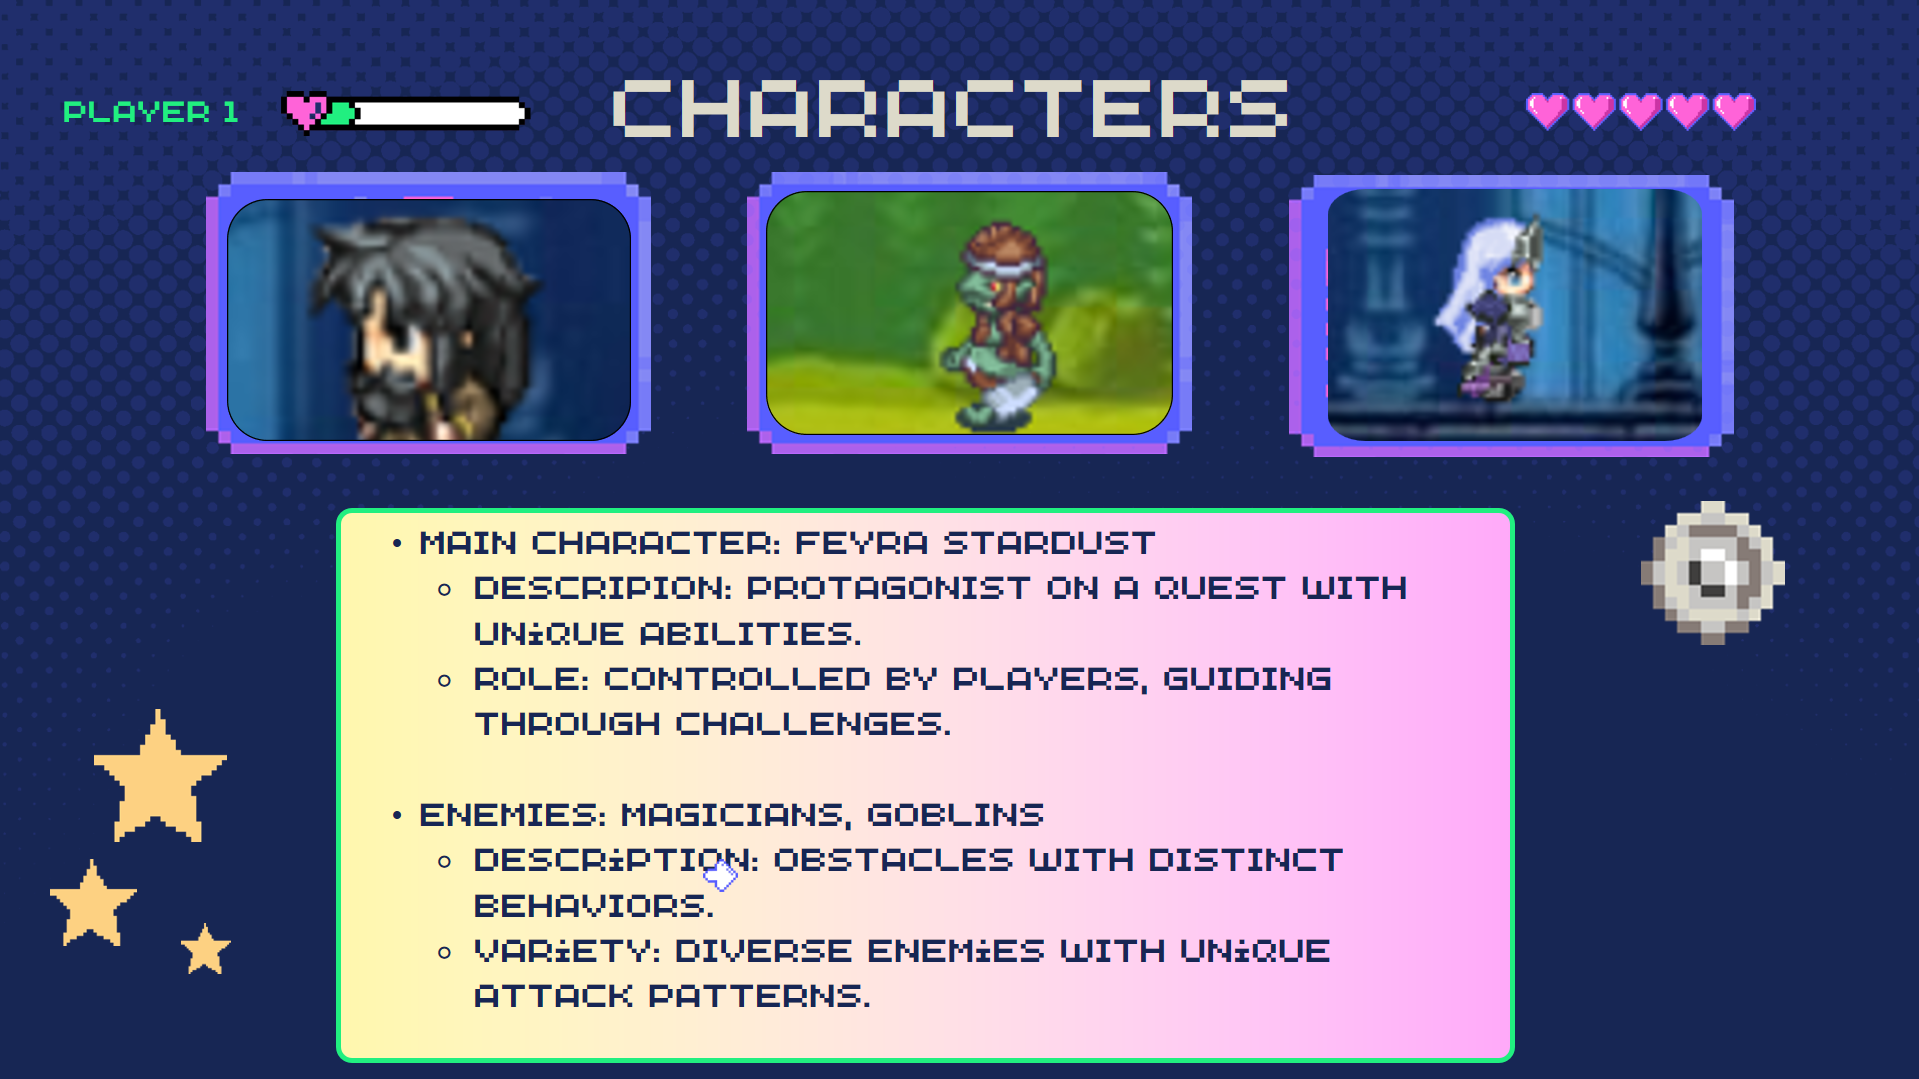 PLAYER 1
CHARACTERS
• MAIN CHARACTER: FEYRA STARDUST
○ DESCRIPION: PROTAGONIST ON A QUEST WITH
UNiQUE ABILITIES.
○ ROLE: CONTROLLED BY PLAYERS, GUIDING
THROUGH CHALLENGES.
• ENEMIES: MAGICIANS, GOBLINS
○ DESCRiPTION: OBSTACLES WITH DISTINCT
BEHAVIORS.
○ VARiETY: DIVERSE ENEMiES WITH UNiQUE
ATTACK PATTERNS.